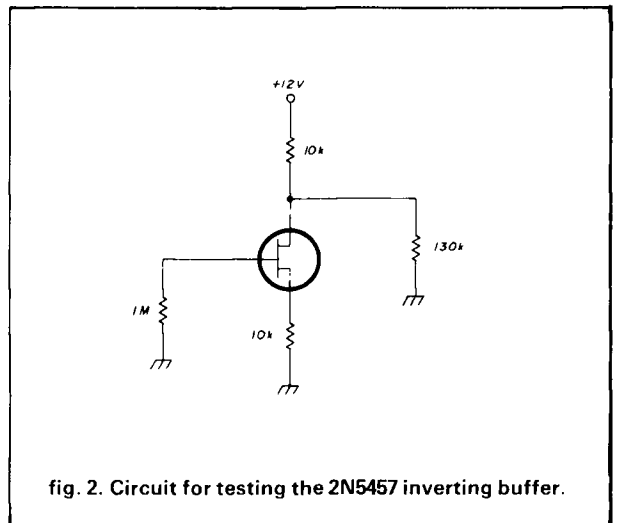 +12V
10k
130k
1M
10k
fig. 2. Circuit for testing the 2N5457 inverting buffer.